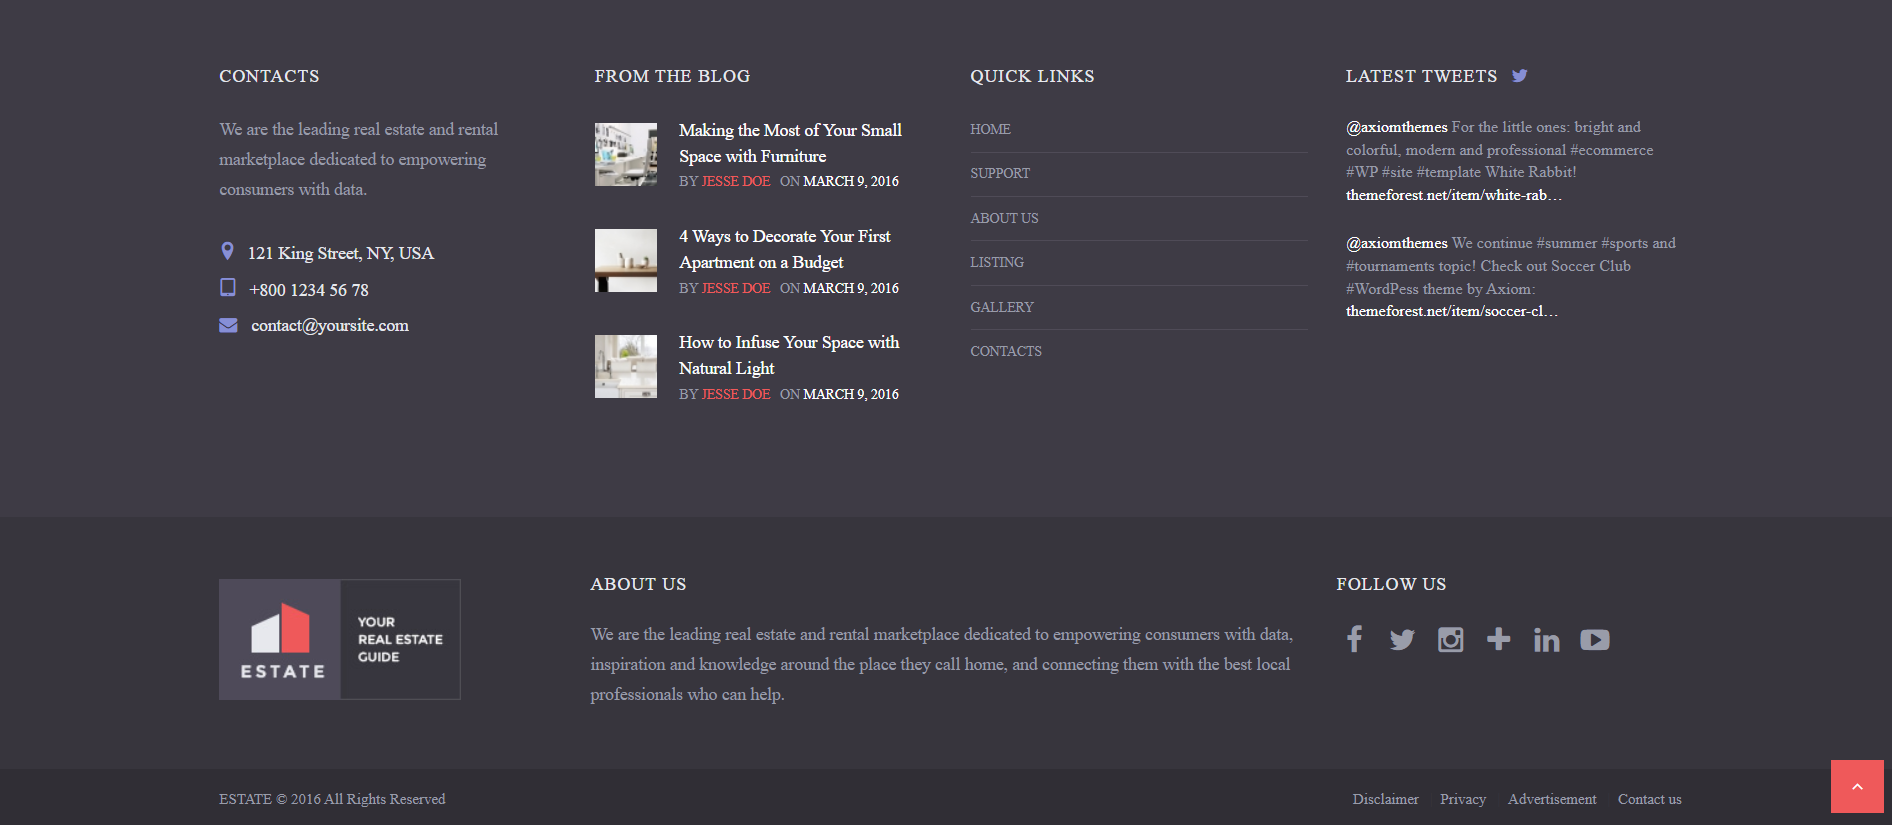 CONTACTS
We are the leading real estate and rental
marketplace dedicated to empowering
consumers with data.
121 King Street, NY, USA
+800 1234 56 78
contact@yoursite.com
FROM THE BLOG
Making the Most of Your Small
Space with Furniture
BY JESSE DOE ON MARCH 9, 2016
4 Ways to Decorate Your First
Apartment on a Budget
BY JESSE DOE ON MARCH 9, 2016
How to Infuse Your Space with
Natural Light
BY JESSE DOE ON MARCH 9, 2016
QUICK LINKS
HOME
SUPPORT
ABOUT US
LISTING
GALLERY
CONTACTS
LATEST TWEETS
@axiomthemes For the little ones: bright and
colorful, modern and professional #ecommerce
#WP #site #template White Rabbit!
themeforest.net/item/white-rab…
@axiomthemes We continue #summer #sports and
#tournaments topic! Check out Soccer Club
#WordPess theme by Axiom:
themeforest.net/item/soccer-cl…
ESTATE
YOUR
REAL ESTATE
GUIDE
ABOUT US
We are the leading real estate and rental marketplace dedicated to empowering consumers with data,
inspiration and knowledge around the place they call home, and connecting them with the best local
professionals who can help.
FOLLOW US
ESTATE © 2016 All Rights Reserved
Disclaimer Privacy Advertisement Contact us